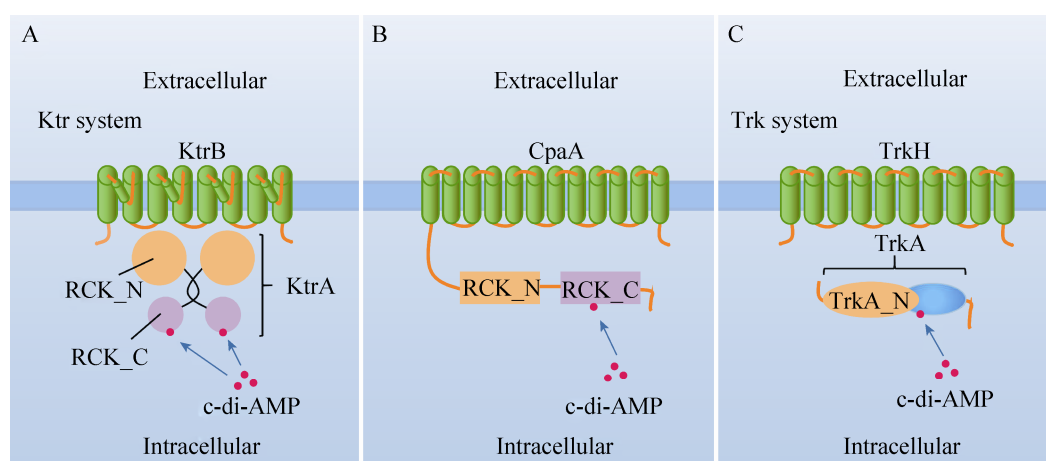 A
Extracellular
Ktr system
KtrB
RCK_N
KtrA
RCK_C
c-di-AMP
Intracellular
B
Extracellular
CpaA
RCK_N
RCK_C
c-di-AMP
Intracellular
C
Extracellular
Trk system
TrkH
TrkA
TrkA_N
c-di-AMP
Intracellular